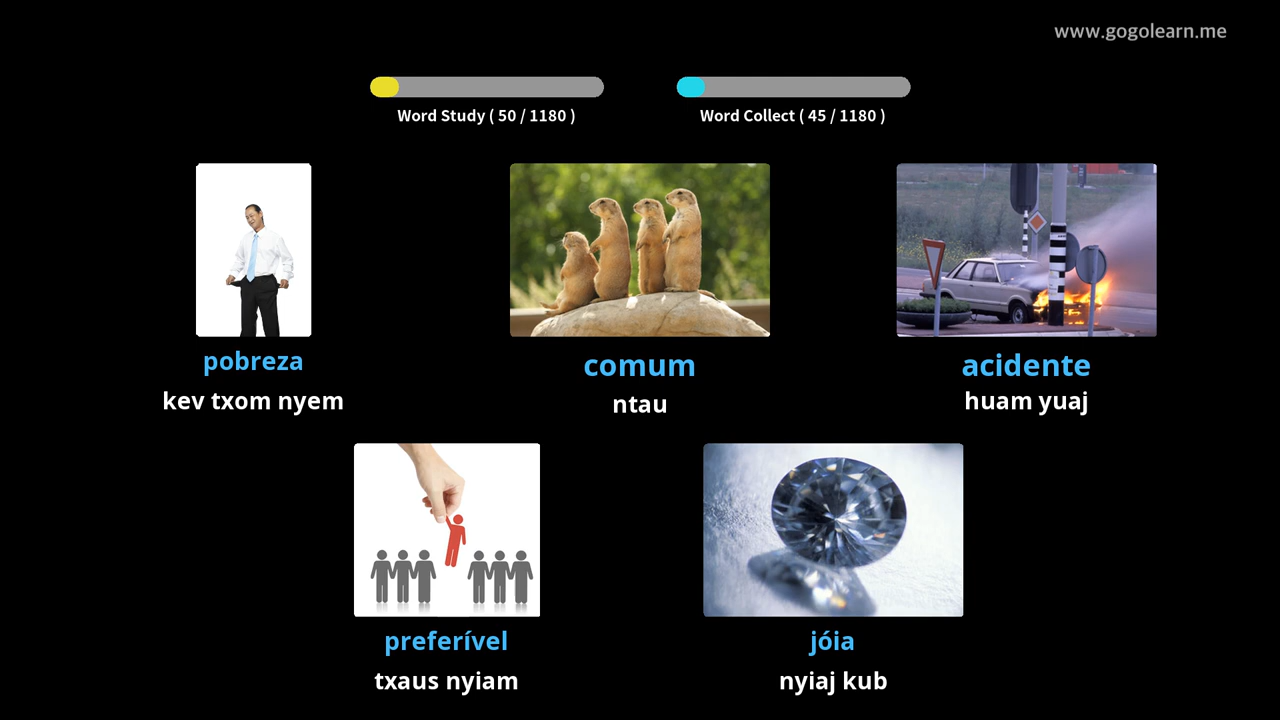 www.gogolearn.me
Word Study ( 50 / 1180 )
Word Collect ( 45 / 1180 )
pobreza
kev txom nyem
comum
ntau
acidente
huam yuaj
preferível
txaus nyiam
jóia
nyiaj kub